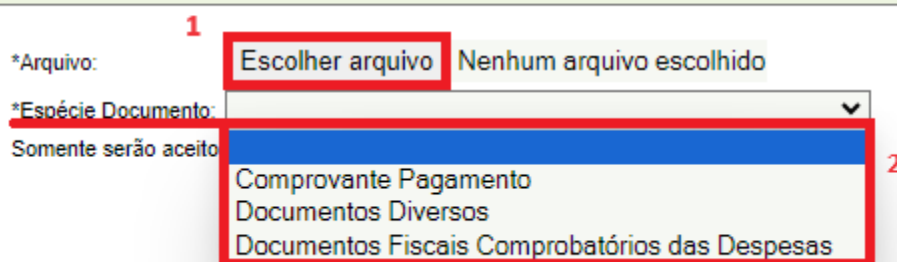 1
*Arquivo: Escolher arquivo Nenhum arquivo escolhido
*Espécie Documento:
Somente serão aceito
2
Comprovante Pagamento
Documentos Diversos
Documentos Fiscais Comprobatórios das Despesas